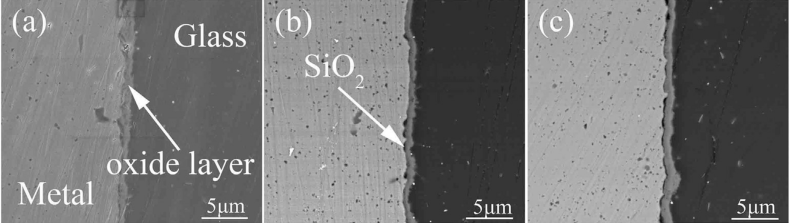 (a)
Glass
oxide layer
Metal
5μm
(b)
SiO₂
5μm
(c)
5μm